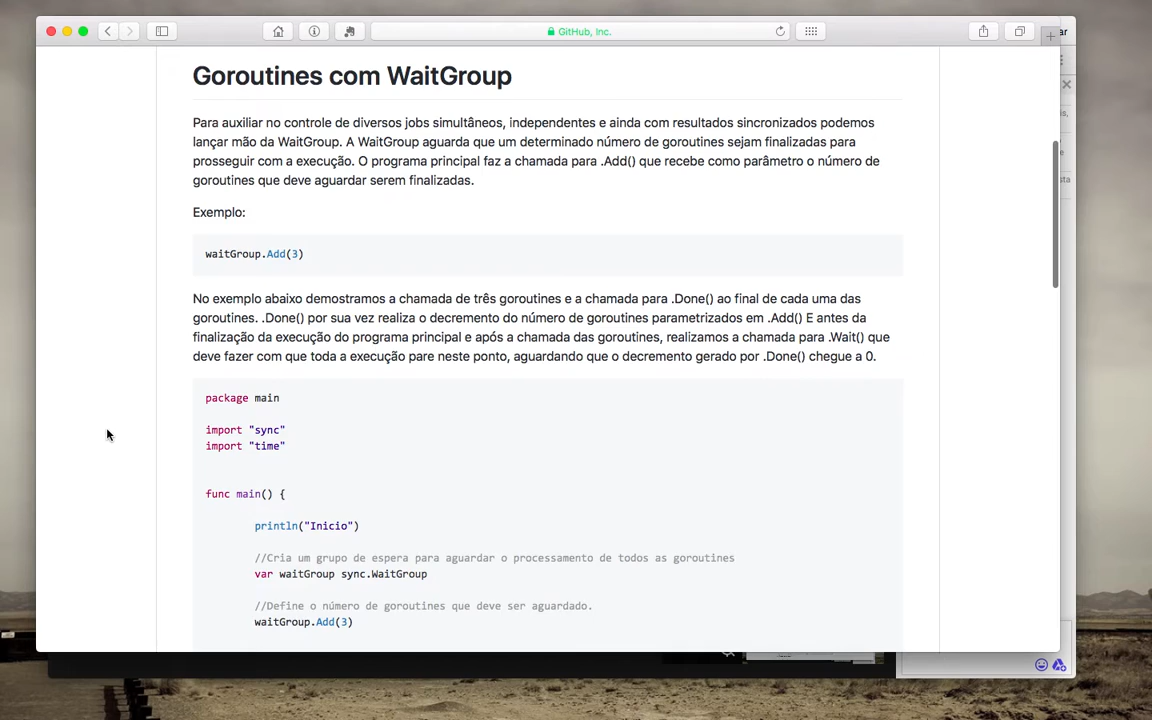 GitHub, Inc.
ar
Goroutines com WaitGroup
Para auxiliar no controle de diversos jobs simultâneos, independentes e ainda com resultados sincronizados podemos
lançar mão da WaitGroup. A WaitGroup aguarda que um determinado número de goroutines sejam finalizadas para
prosseguir com a execução. O programa principal faz a chamada para .Add() que recebe como parâmetro o número de
goroutines que deve aguardar serem finalizadas.
Exemplo:
waitGroup.Add(3)
No exemplo abaixo demostramos a chamada de três goroutines e a chamada para .Done() ao final de cada uma das
goroutines. .Done() por sua vez realiza o decremento do número de goroutines parametrizados em .Add() E antes da
finalização da execução do programa principal e após a chamada das goroutines, realizamos a chamada para .Wait() que
deve fazer com que toda a execução pare neste ponto, aguardando que o decremento gerado por .Done() chegue a 0.
package main
import "sync"
import "time"
func main() {
println("Inicio")
//Cria um grupo de espera para aguardar o processamento de todos as goroutines
var waitGroup sync.WaitGroup
//Define o número de goroutines que deve ser aguardado.
waitGroup.Add(3)